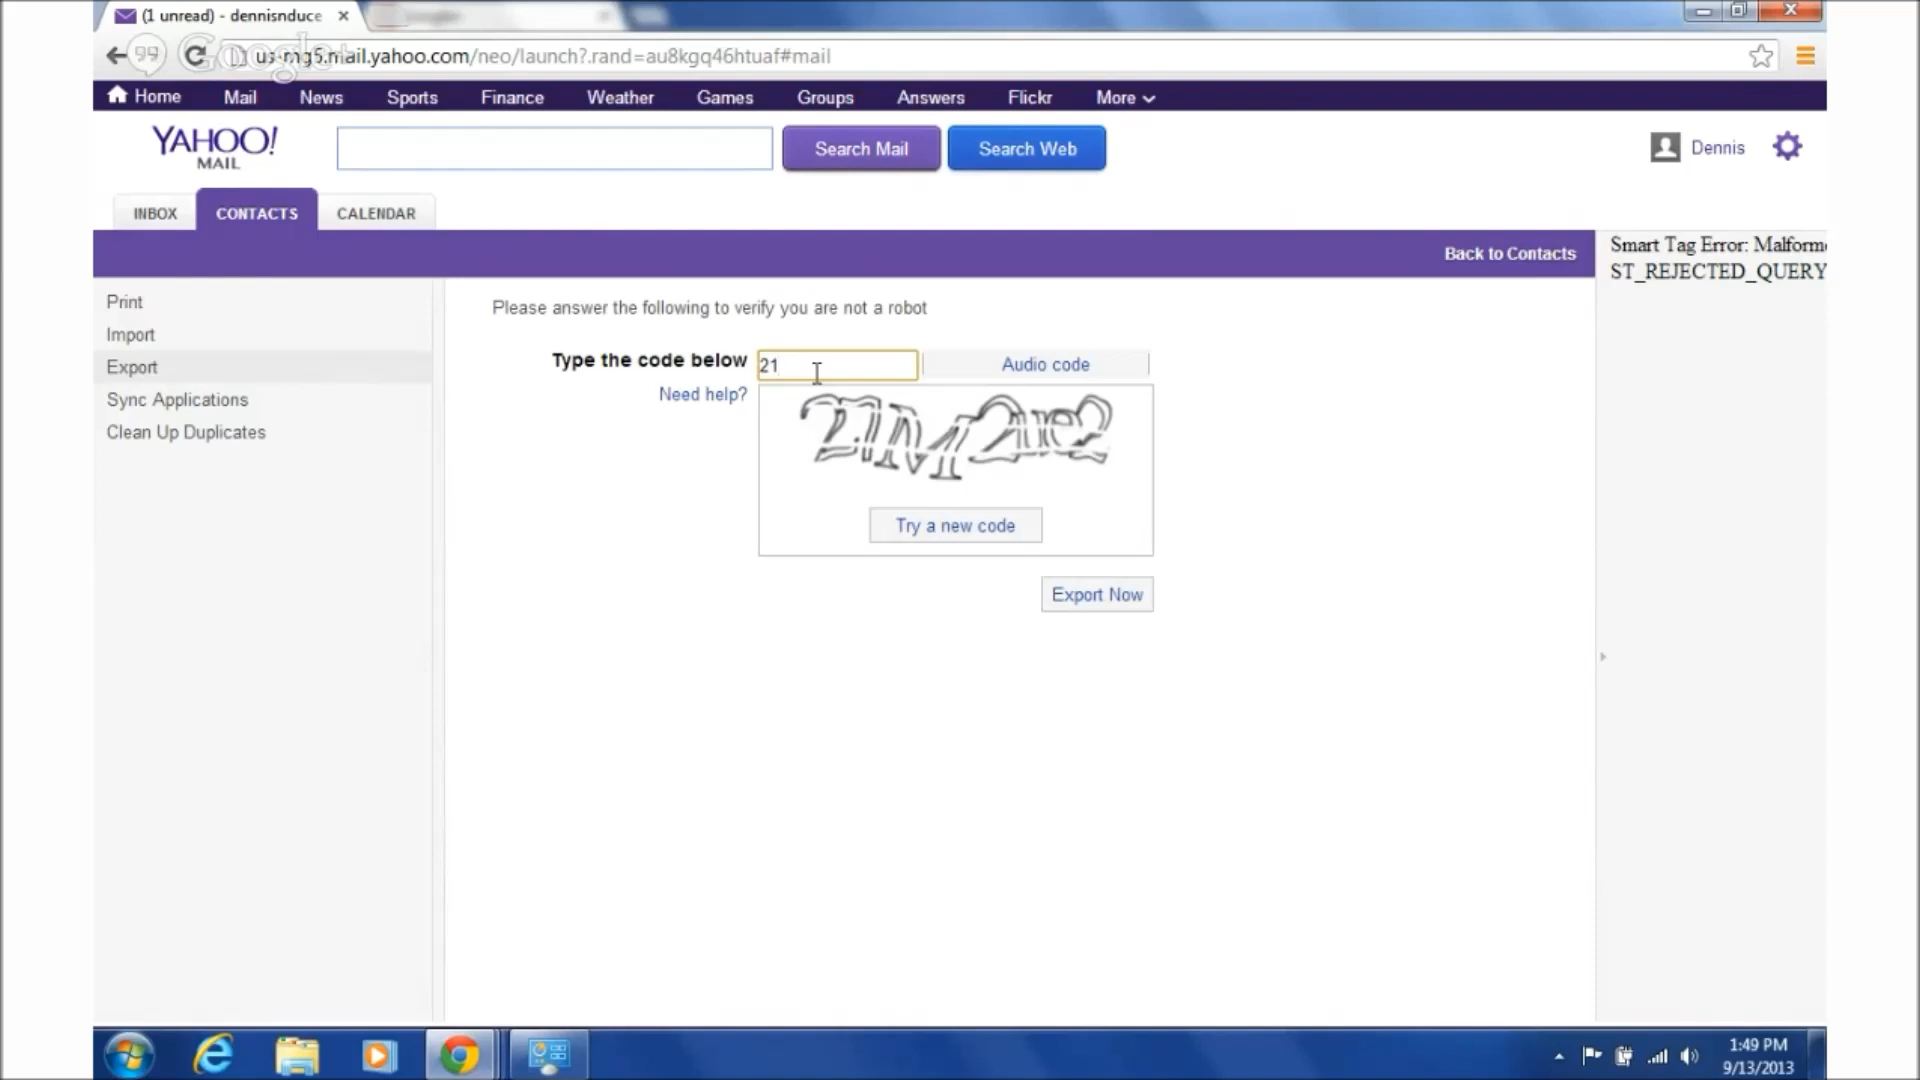 (1 unread) - dennisnduce
Google+
us-mg5.mail.yahoo.com/neo/launch?.rand=au8kgq46htuaf#mail
Home Mail News Sports Finance Weather Games Groups Answers Flickr More
YAHOO!
MAIL
Search Mail
Search Web
Dennis
INBOX CONTACTS CALENDAR
Back to Contacts
Smart Tag Error: Malform
ST_REJECTED_QUERY
Print
Import
Export
Sync Applications
Clean Up Duplicates
Please answer the following to verify you are not a robot
Type the code below 21 Audio code
Need help?
Try a new code
Export Now
1:49 PM
9/13/2013